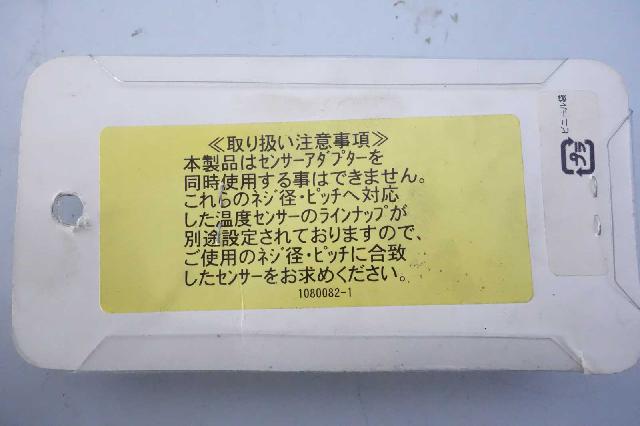 ≪取り扱い注意事項≫
本製品はセンサーアダプターを
同時使用する事はできません。
これらのネジ径・ピッチへ対応
した温度センサーのラインナップが
別途設定されておりますので、
ご使用のネジ径・ピッチに合致
したセンサーをお求めください。
1080082-1
ビニール袋